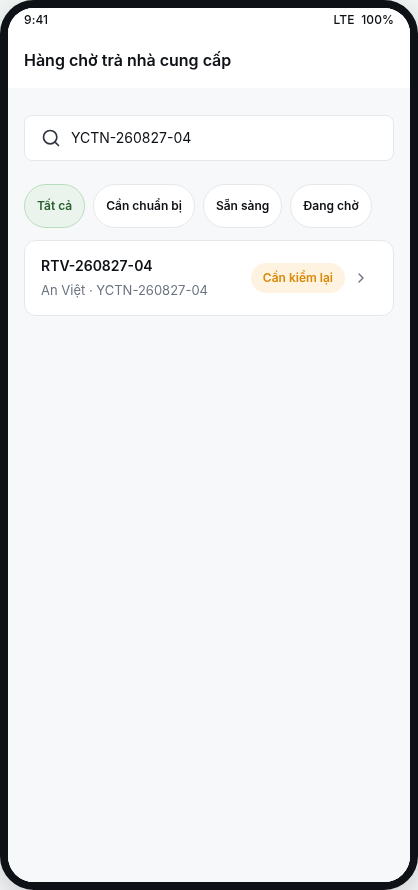 9:41 LTE 100%
Hàng chờ trả nhà cung cấp
YCTN-260827-04
Tất cả Cần chuẩn bị Sẵn sàng Đang chờ
RTV-260827-04
An Việt · YCTN-260827-04
Cần kiểm lại